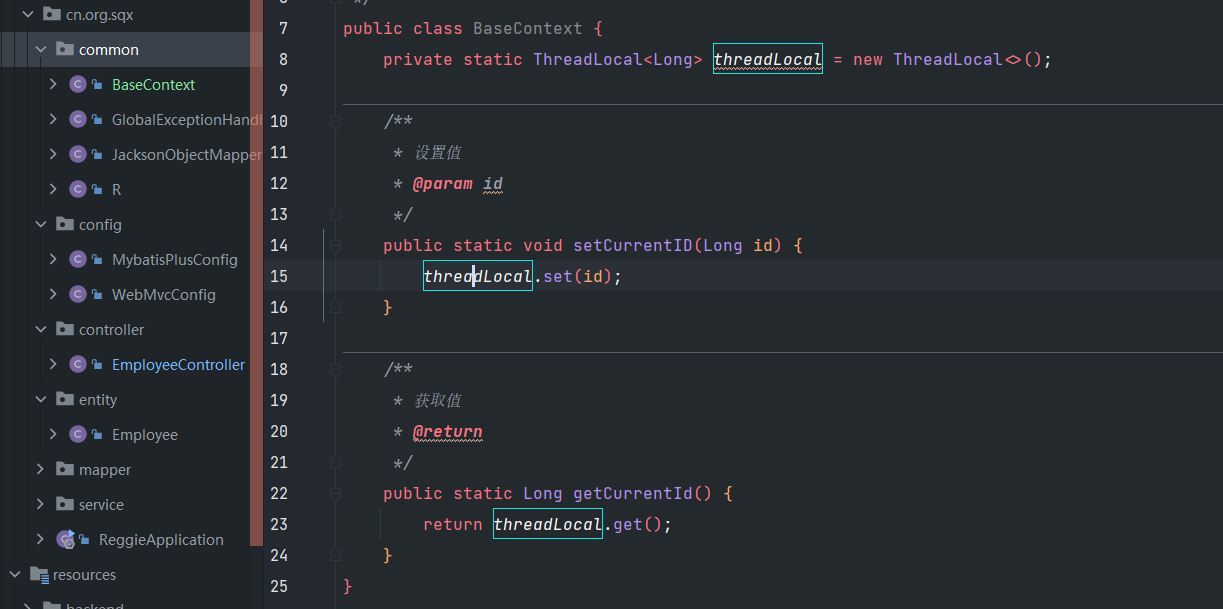 cn.org.sqx
common
BaseContext
GlobalExceptionHandl
JacksonObjectMapper
R
config
MybatisPlusConfig
WebMvcConfig
controller
EmployeeController
entity
Employee
mapper
service
ReggieApplication
resources
backend
*/
7 public class BaseContext {
8 private static ThreadLocal<Long> threadLocal = new ThreadLocal<>();
9
10 /**
11 * 设置值
12 * @param id
13 */
14 public static void setCurrentID(Long id) {
15 threadLocal.set(id);
16 }
17
18 /**
19 * 获取值
20 * @return
21 */
22 public static Long getCurrentId() {
23 return threadLocal.get();
24 }
25 }